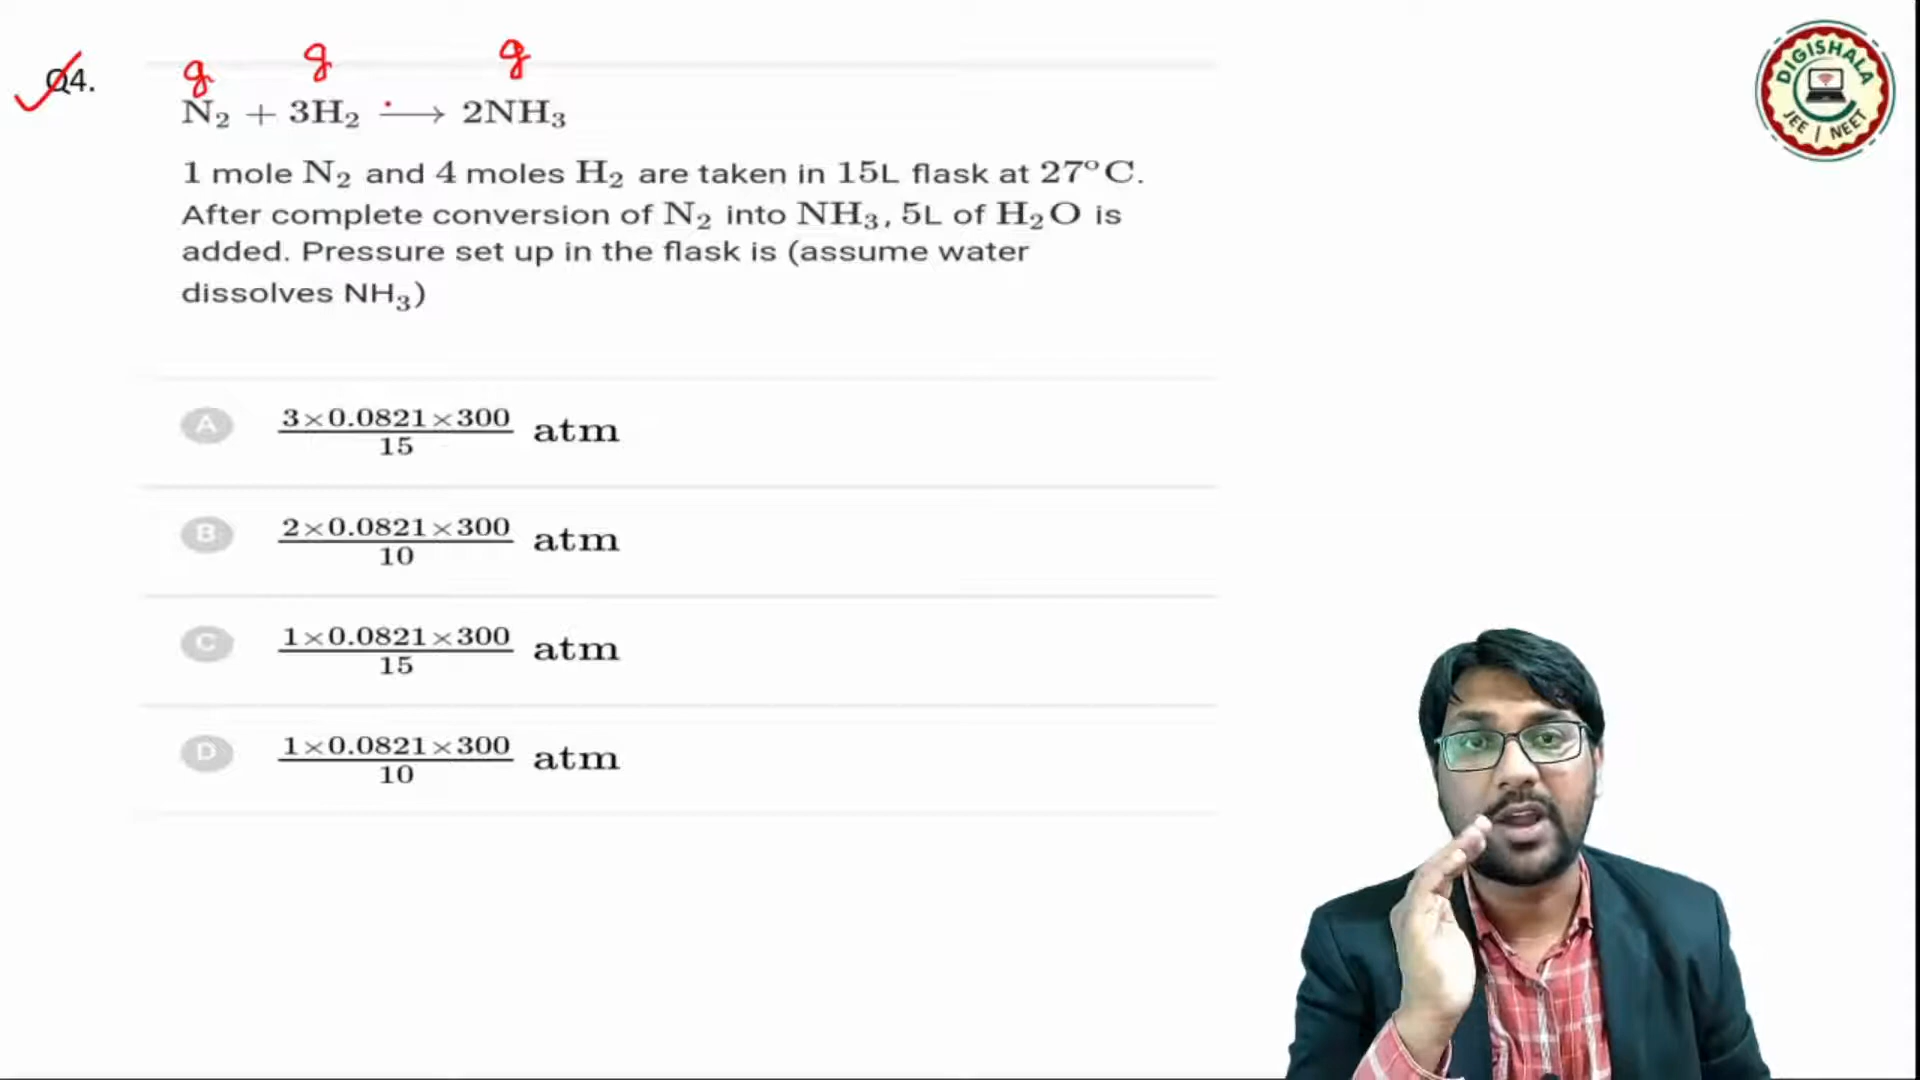 Q4.
g g g
N₂ + 3H₂ ⟶ 2NH₃
1 mole N₂ and 4 moles H₂ are taken in 15L flask at 27°C.
After complete conversion of N₂ into NH₃, 5L of H₂O is
added. Pressure set up in the flask is (assume water
dissolves NH₃)
A 3×0.0821×300/15 atm
B 2×0.0821×300/10 atm
C 1×0.0821×300/15 atm
D 1×0.0821×300/10 atm
DIGISHALA
JEE | NEET